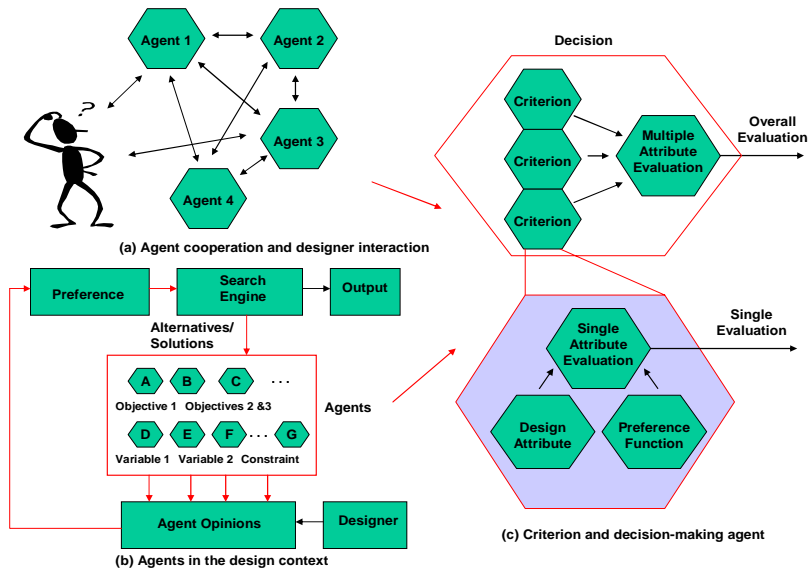 Agent 1
Agent 2
?
Agent 3
Agent 4
(a) Agent cooperation and designer interaction
Preference
Search
Engine
Output
Alternatives/
Solutions
A B C . . .
Objective 1 Objectives 2 &3
Agents
D E F . . . G
Variable 1 Variable 2 Constraint
Agent Opinions
Designer
(b) Agents in the design context
Decision
Criterion
Criterion
Criterion
Multiple
Attribute
Evaluation
Overall
Evaluation
Single
Attribute
Evaluation
Single
Evaluation
Design
Attribute
Preference
Function
(c) Criterion and decision-making agent